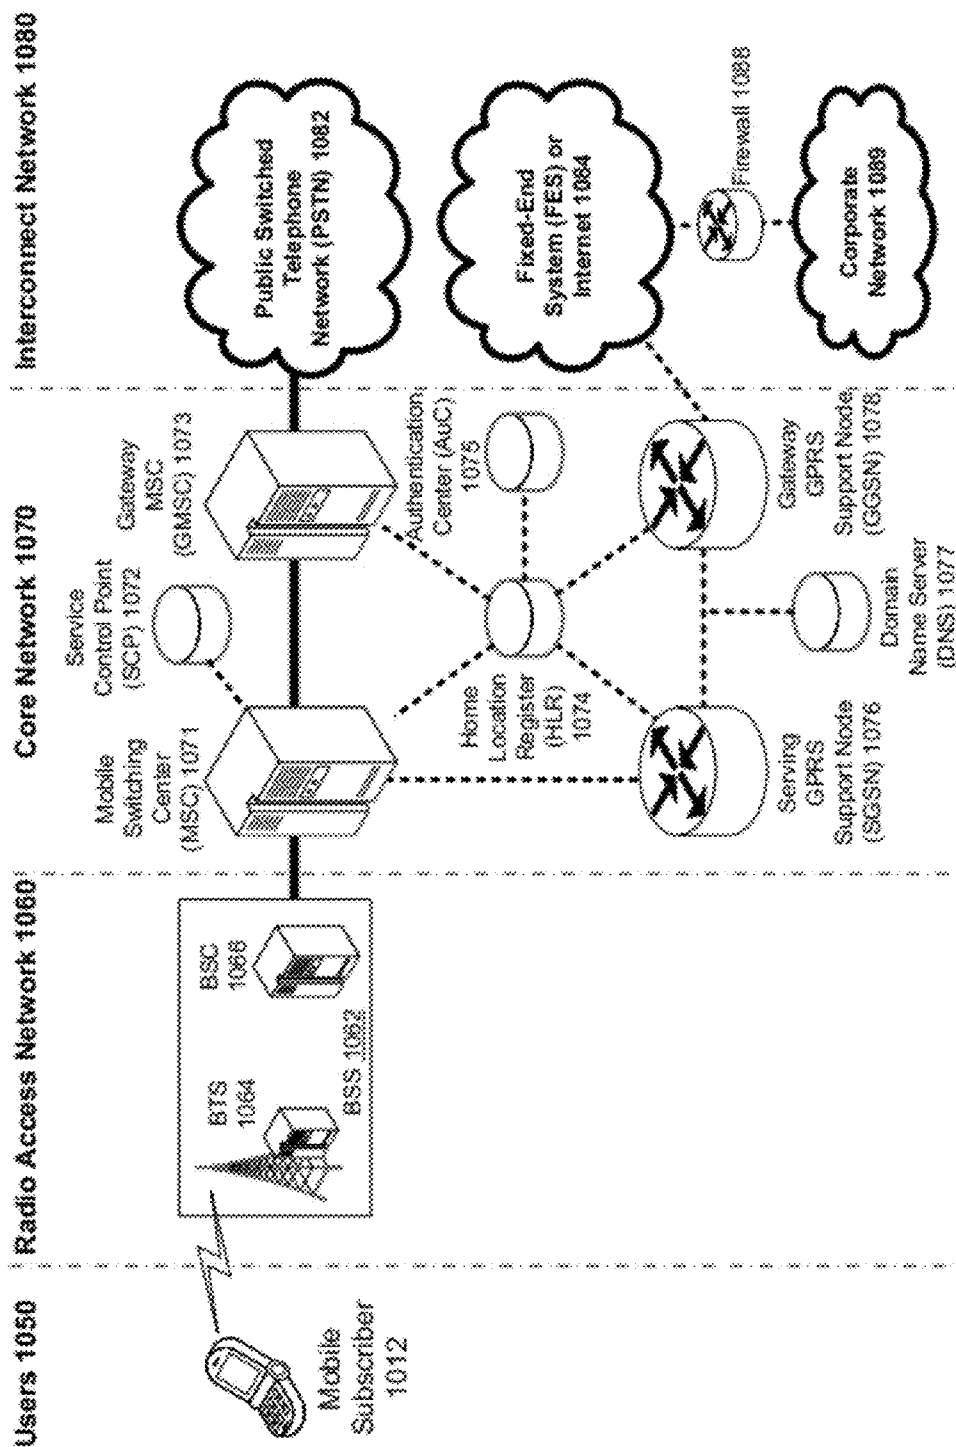 Users 1050
Radio Access Network 1060
Core Network 1070
Interconnect Network 1080
Mobile
Subscriber
1012
BTS
1064
BSC
1066
BSS 1062
Mobile
Switching
Center
(MSC) 1071
Service
Control Point
(SCP) 1072
Gateway
MSC
(GMSC) 1073
Public Switched
Telephone
Network (PSTN) 1082
Home
Location
Register
(HLR)
1074
Authentication
Center (AuC)
1075
Fixed-End
System (FES) or
Internet 1084
Firewall 1088
Serving
GPRS
Support Node
(SGSN) 1076
Domain
Name Server
(DNS) 1077
Gateway
GPRS
Support Node
(GGSN) 1078
Corporate
Network 1089